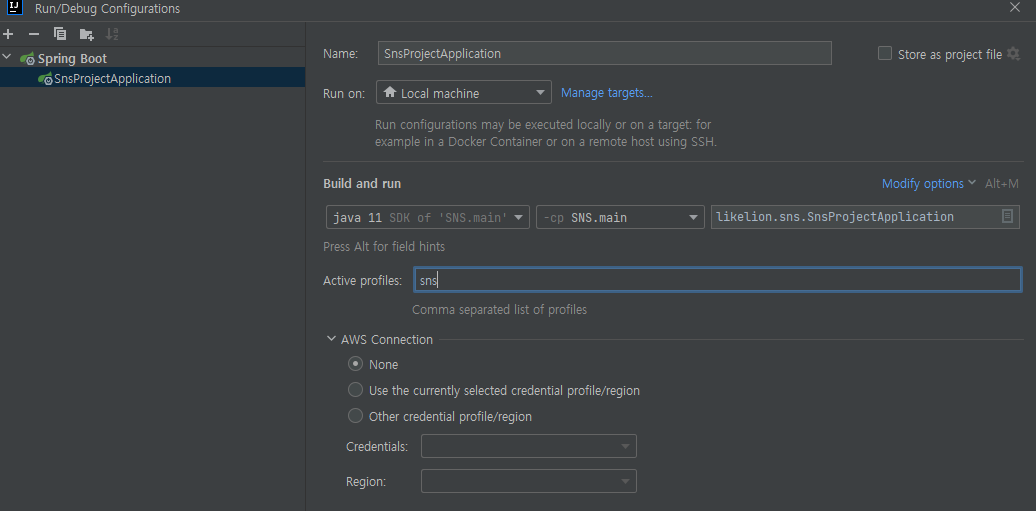 IJ Run/Debug Configurations
Spring Boot
SnsProjectApplication
Name: SnsProjectApplication Store as project file
Run on: Local machine Manage targets...
Run configurations may be executed locally or on a target: for
example in a Docker Container or on a remote host using SSH.
Build and run Modify options Alt+M
java 11 SDK of 'SNS.main' -cp SNS.main likelion.sns.SnsProjectApplication
Press Alt for field hints
Active profiles: sns
Comma separated list of profiles
AWS Connection
None
Use the currently selected credential profile/region
Other credential profile/region
Credentials:
Region: